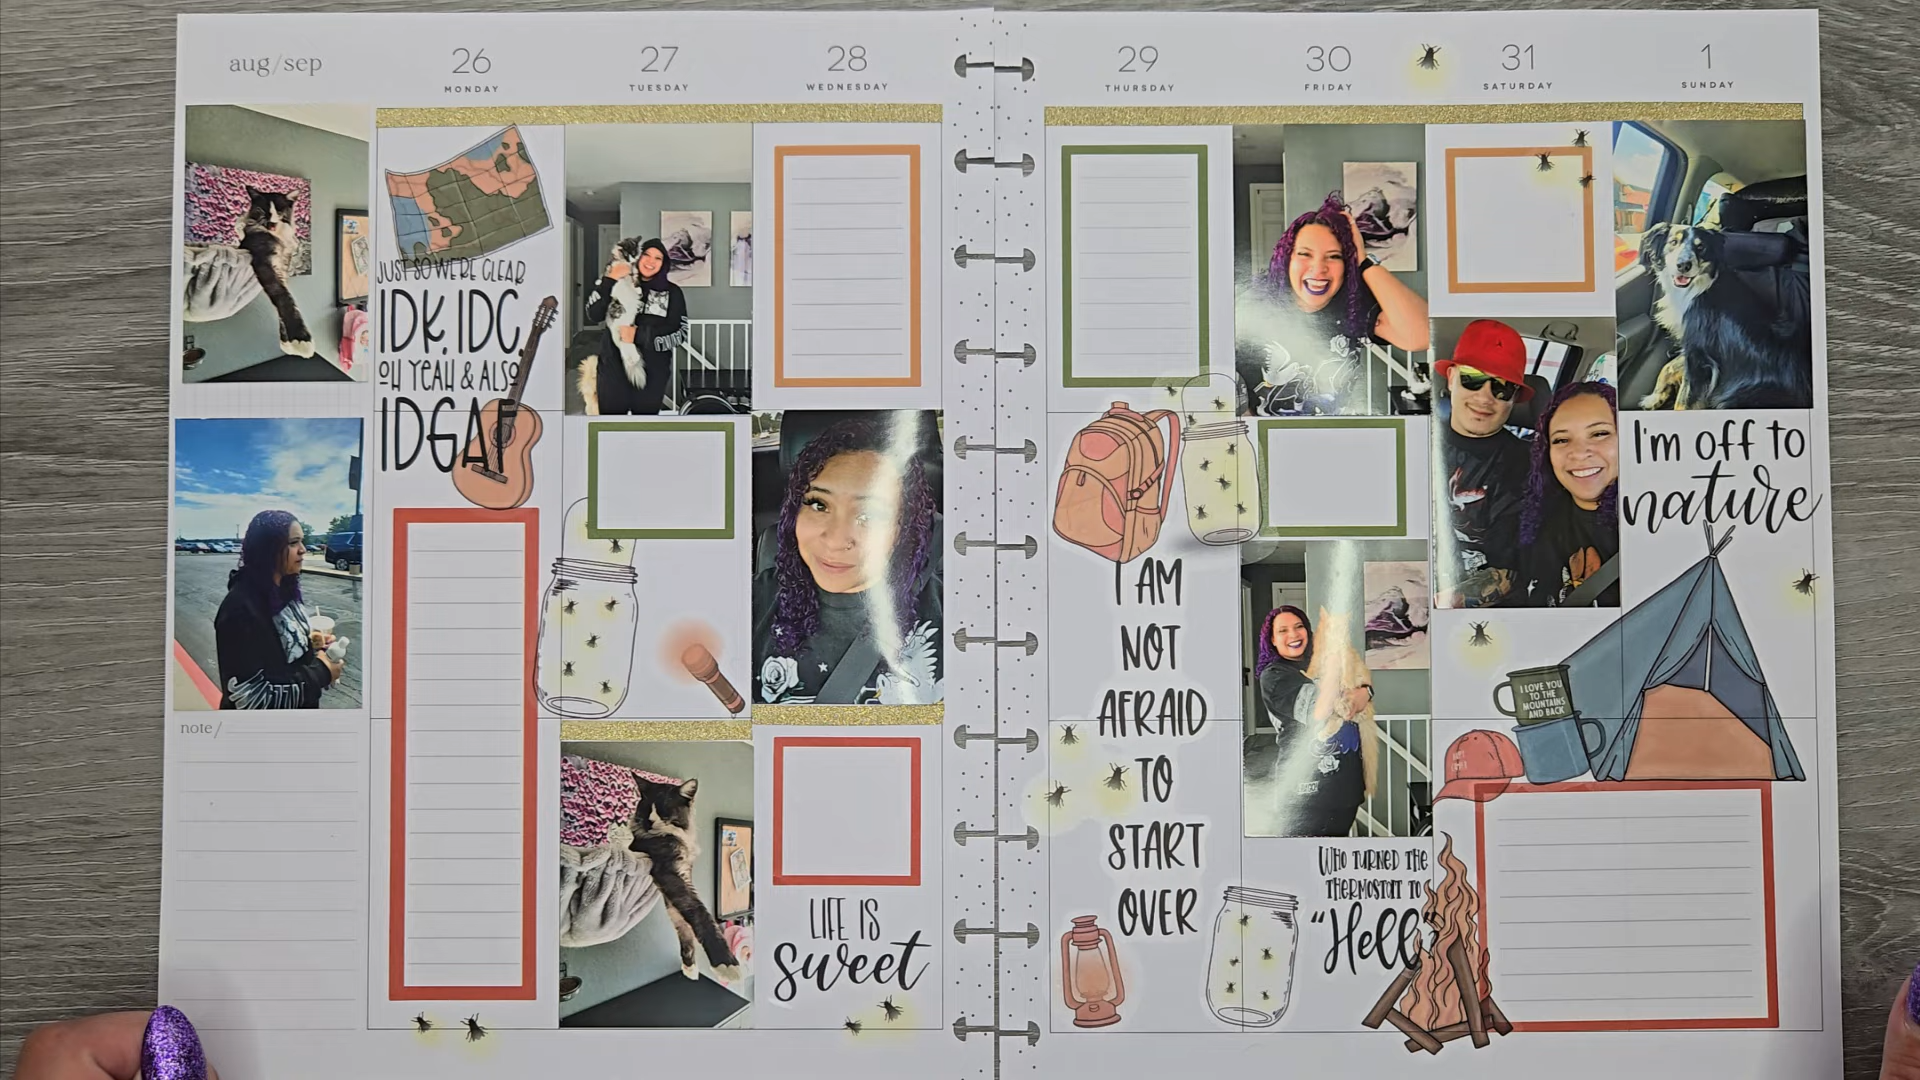 aug/sep
26
MONDAY
27
TUESDAY
28
WEDNESDAY
29
THURSDAY
30
FRIDAY
31
SATURDAY
1
SUNDAY
JUST SO WE'RE CLEAR
IDK, IDC,
OH YEAH & ALSO
IDGAF
note/
LIFE IS
sweet
I AM
NOT
AFRAID
TO
START
OVER
WHO TURNED THE
THERMOSTAT TO
"Hell"
I'm off to
nature
I LOVE YOU
TO THE
MOUNTAINS
AND BACK